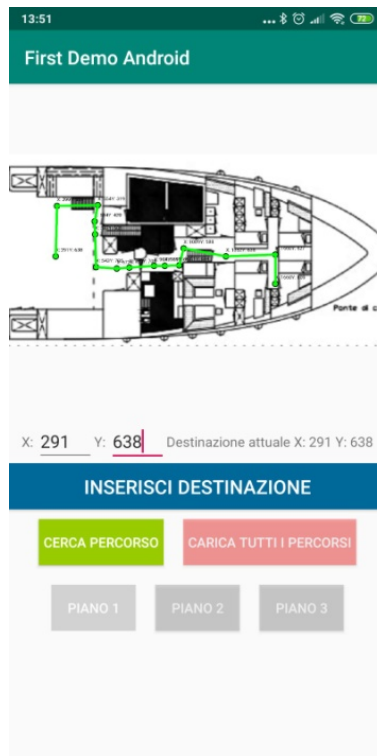 13:51
... 72
First Demo Android
Ponte di c
X: 291 Y: 638 Destinazione attuale X: 291 Y: 638
INSERISCI DESTINAZIONE
CERCA PERCORSO CARICA TUTTI I PERCORSI
PIANO 1 PIANO 2 PIANO 3